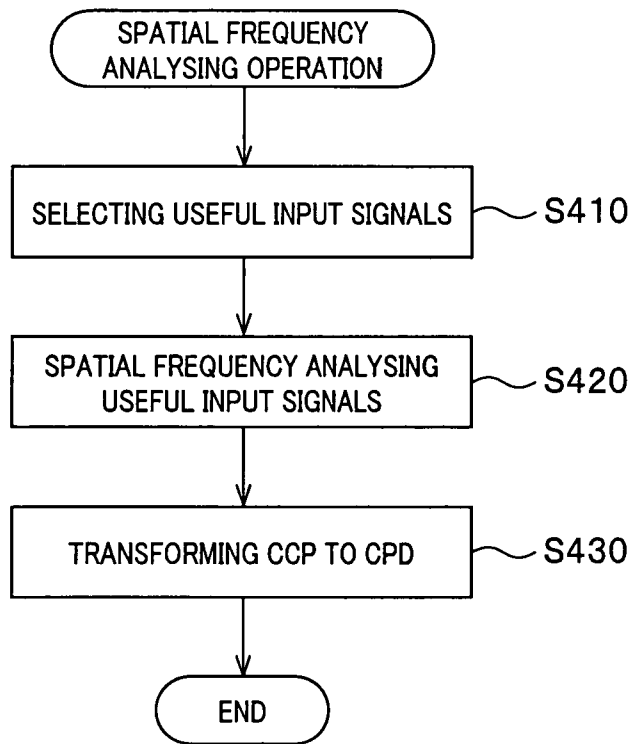 SPATIAL FREQUENCY
ANALYSING OPERATION
SELECTING USEFUL INPUT SIGNALS
S410
SPATIAL FREQUENCY ANALYSING
USEFUL INPUT SIGNALS
S420
TRANSFORMING CCP TO CPD
S430
END